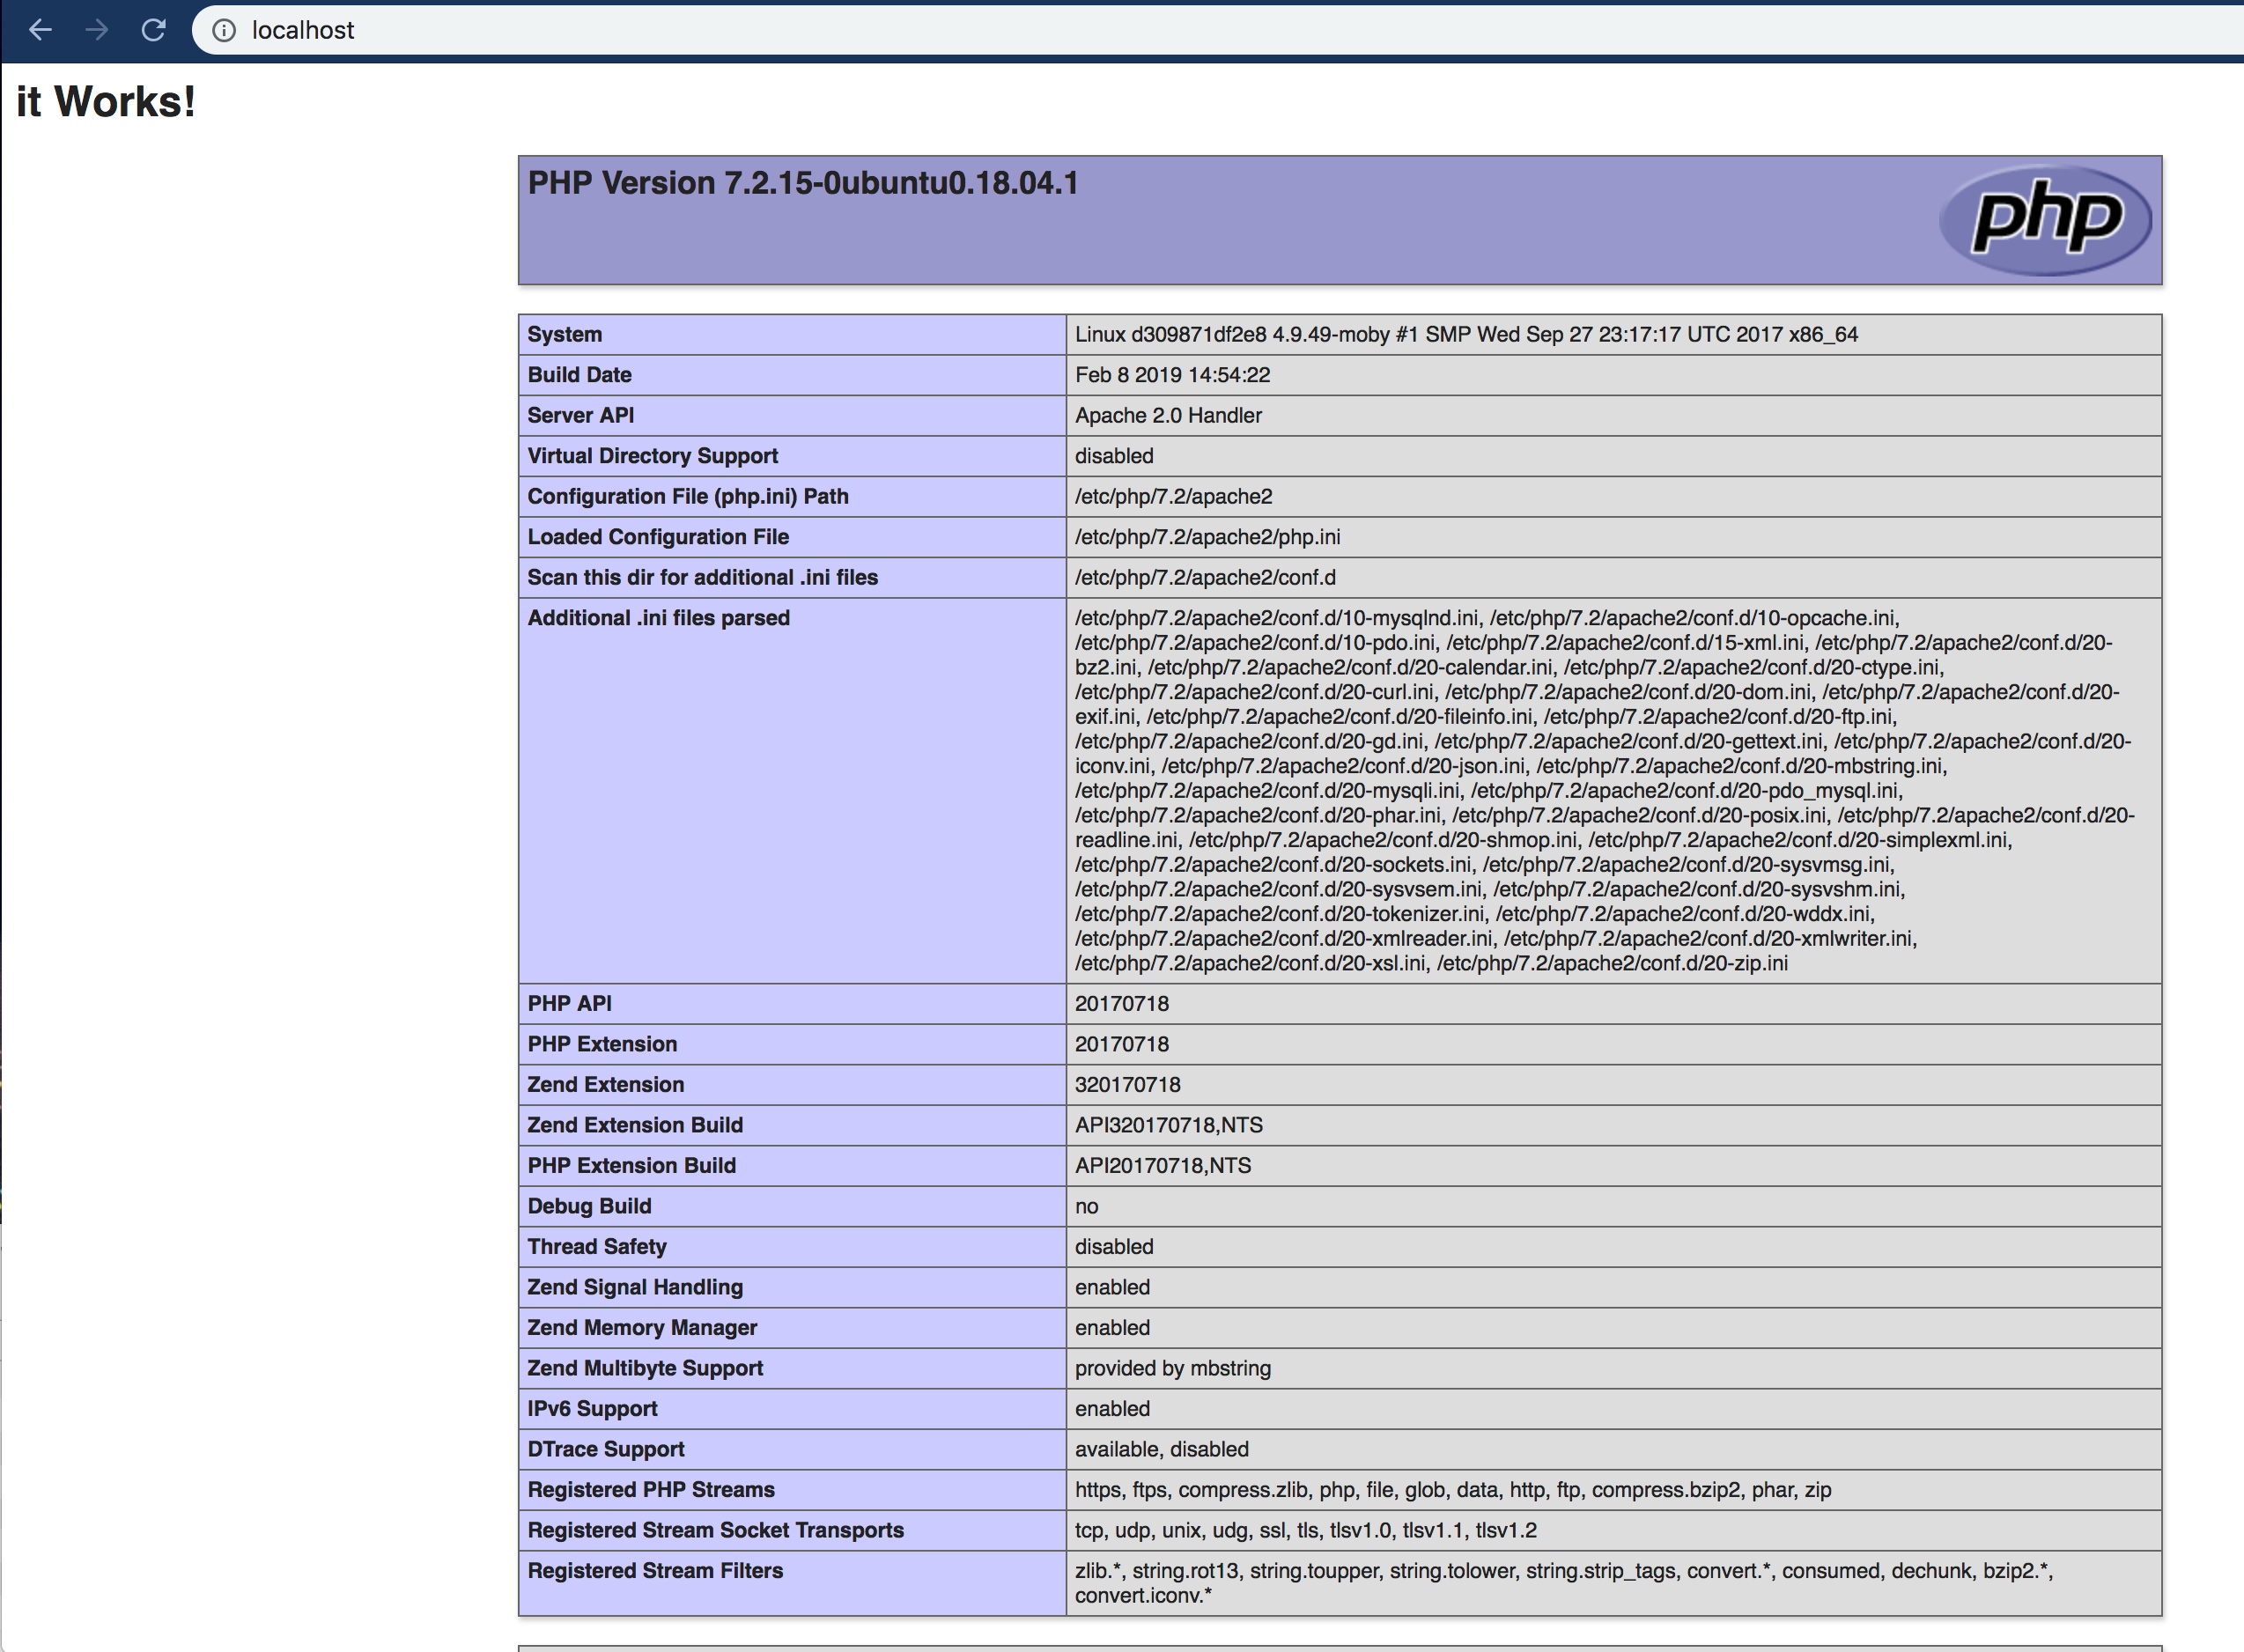 localhost
it Works!
PHP Version 7.2.15-0ubuntu0.18.04.1
php
System Linux d309871df2e8 4.9.49-moby #1 SMP Wed Sep 27 23:17:17 UTC 2017 x86_64
Build Date Feb 8 2019 14:54:22
Server API Apache 2.0 Handler
Virtual Directory Support disabled
Configuration File (php.ini) Path /etc/php/7.2/apache2
Loaded Configuration File /etc/php/7.2/apache2/php.ini
Scan this dir for additional .ini files /etc/php/7.2/apache2/conf.d
Additional .ini files parsed /etc/php/7.2/apache2/conf.d/10-mysqlnd.ini, /etc/php/7.2/apache2/conf.d/10-opcache.ini,
/etc/php/7.2/apache2/conf.d/10-pdo.ini, /etc/php/7.2/apache2/conf.d/15-xml.ini, /etc/php/7.2/apache2/conf.d/20-
bz2.ini, /etc/php/7.2/apache2/conf.d/20-calendar.ini, /etc/php/7.2/apache2/conf.d/20-ctype.ini,
/etc/php/7.2/apache2/conf.d/20-curl.ini, /etc/php/7.2/apache2/conf.d/20-dom.ini, /etc/php/7.2/apache2/conf.d/20-
exif.ini, /etc/php/7.2/apache2/conf.d/20-fileinfo.ini, /etc/php/7.2/apache2/conf.d/20-ftp.ini,
/etc/php/7.2/apache2/conf.d/20-gd.ini, /etc/php/7.2/apache2/conf.d/20-gettext.ini, /etc/php/7.2/apache2/conf.d/20-
iconv.ini, /etc/php/7.2/apache2/conf.d/20-json.ini, /etc/php/7.2/apache2/conf.d/20-mbstring.ini,
/etc/php/7.2/apache2/conf.d/20-mysqli.ini, /etc/php/7.2/apache2/conf.d/20-pdo_mysql.ini,
/etc/php/7.2/apache2/conf.d/20-phar.ini, /etc/php/7.2/apache2/conf.d/20-posix.ini, /etc/php/7.2/apache2/conf.d/20-
readline.ini, /etc/php/7.2/apache2/conf.d/20-shmop.ini, /etc/php/7.2/apache2/conf.d/20-simplexml.ini,
/etc/php/7.2/apache2/conf.d/20-sockets.ini, /etc/php/7.2/apache2/conf.d/20-sysvmsg.ini,
/etc/php/7.2/apache2/conf.d/20-sysvsem.ini, /etc/php/7.2/apache2/conf.d/20-sysvshm.ini,
/etc/php/7.2/apache2/conf.d/20-tokenizer.ini, /etc/php/7.2/apache2/conf.d/20-wddx.ini,
/etc/php/7.2/apache2/conf.d/20-xmlreader.ini, /etc/php/7.2/apache2/conf.d/20-xmlwriter.ini,
/etc/php/7.2/apache2/conf.d/20-xsl.ini, /etc/php/7.2/apache2/conf.d/20-zip.ini
PHP API 20170718
PHP Extension 20170718
Zend Extension 320170718
Zend Extension Build API320170718,NTS
PHP Extension Build API20170718,NTS
Debug Build no
Thread Safety disabled
Zend Signal Handling enabled
Zend Memory Manager enabled
Zend Multibyte Support provided by mbstring
IPv6 Support enabled
DTrace Support available, disabled
Registered PHP Streams https, ftps, compress.zlib, php, file, glob, data, http, ftp, compress.bzip2, phar, zip
Registered Stream Socket Transports tcp, udp, unix, udg, ssl, tls, tlsv1.0, tlsv1.1, tlsv1.2
Registered Stream Filters zlib.*, string.rot13, string.toupper, string.tolower, string.strip_tags, convert.*, consumed, dechunk, bzip2.*,
convert.iconv.*